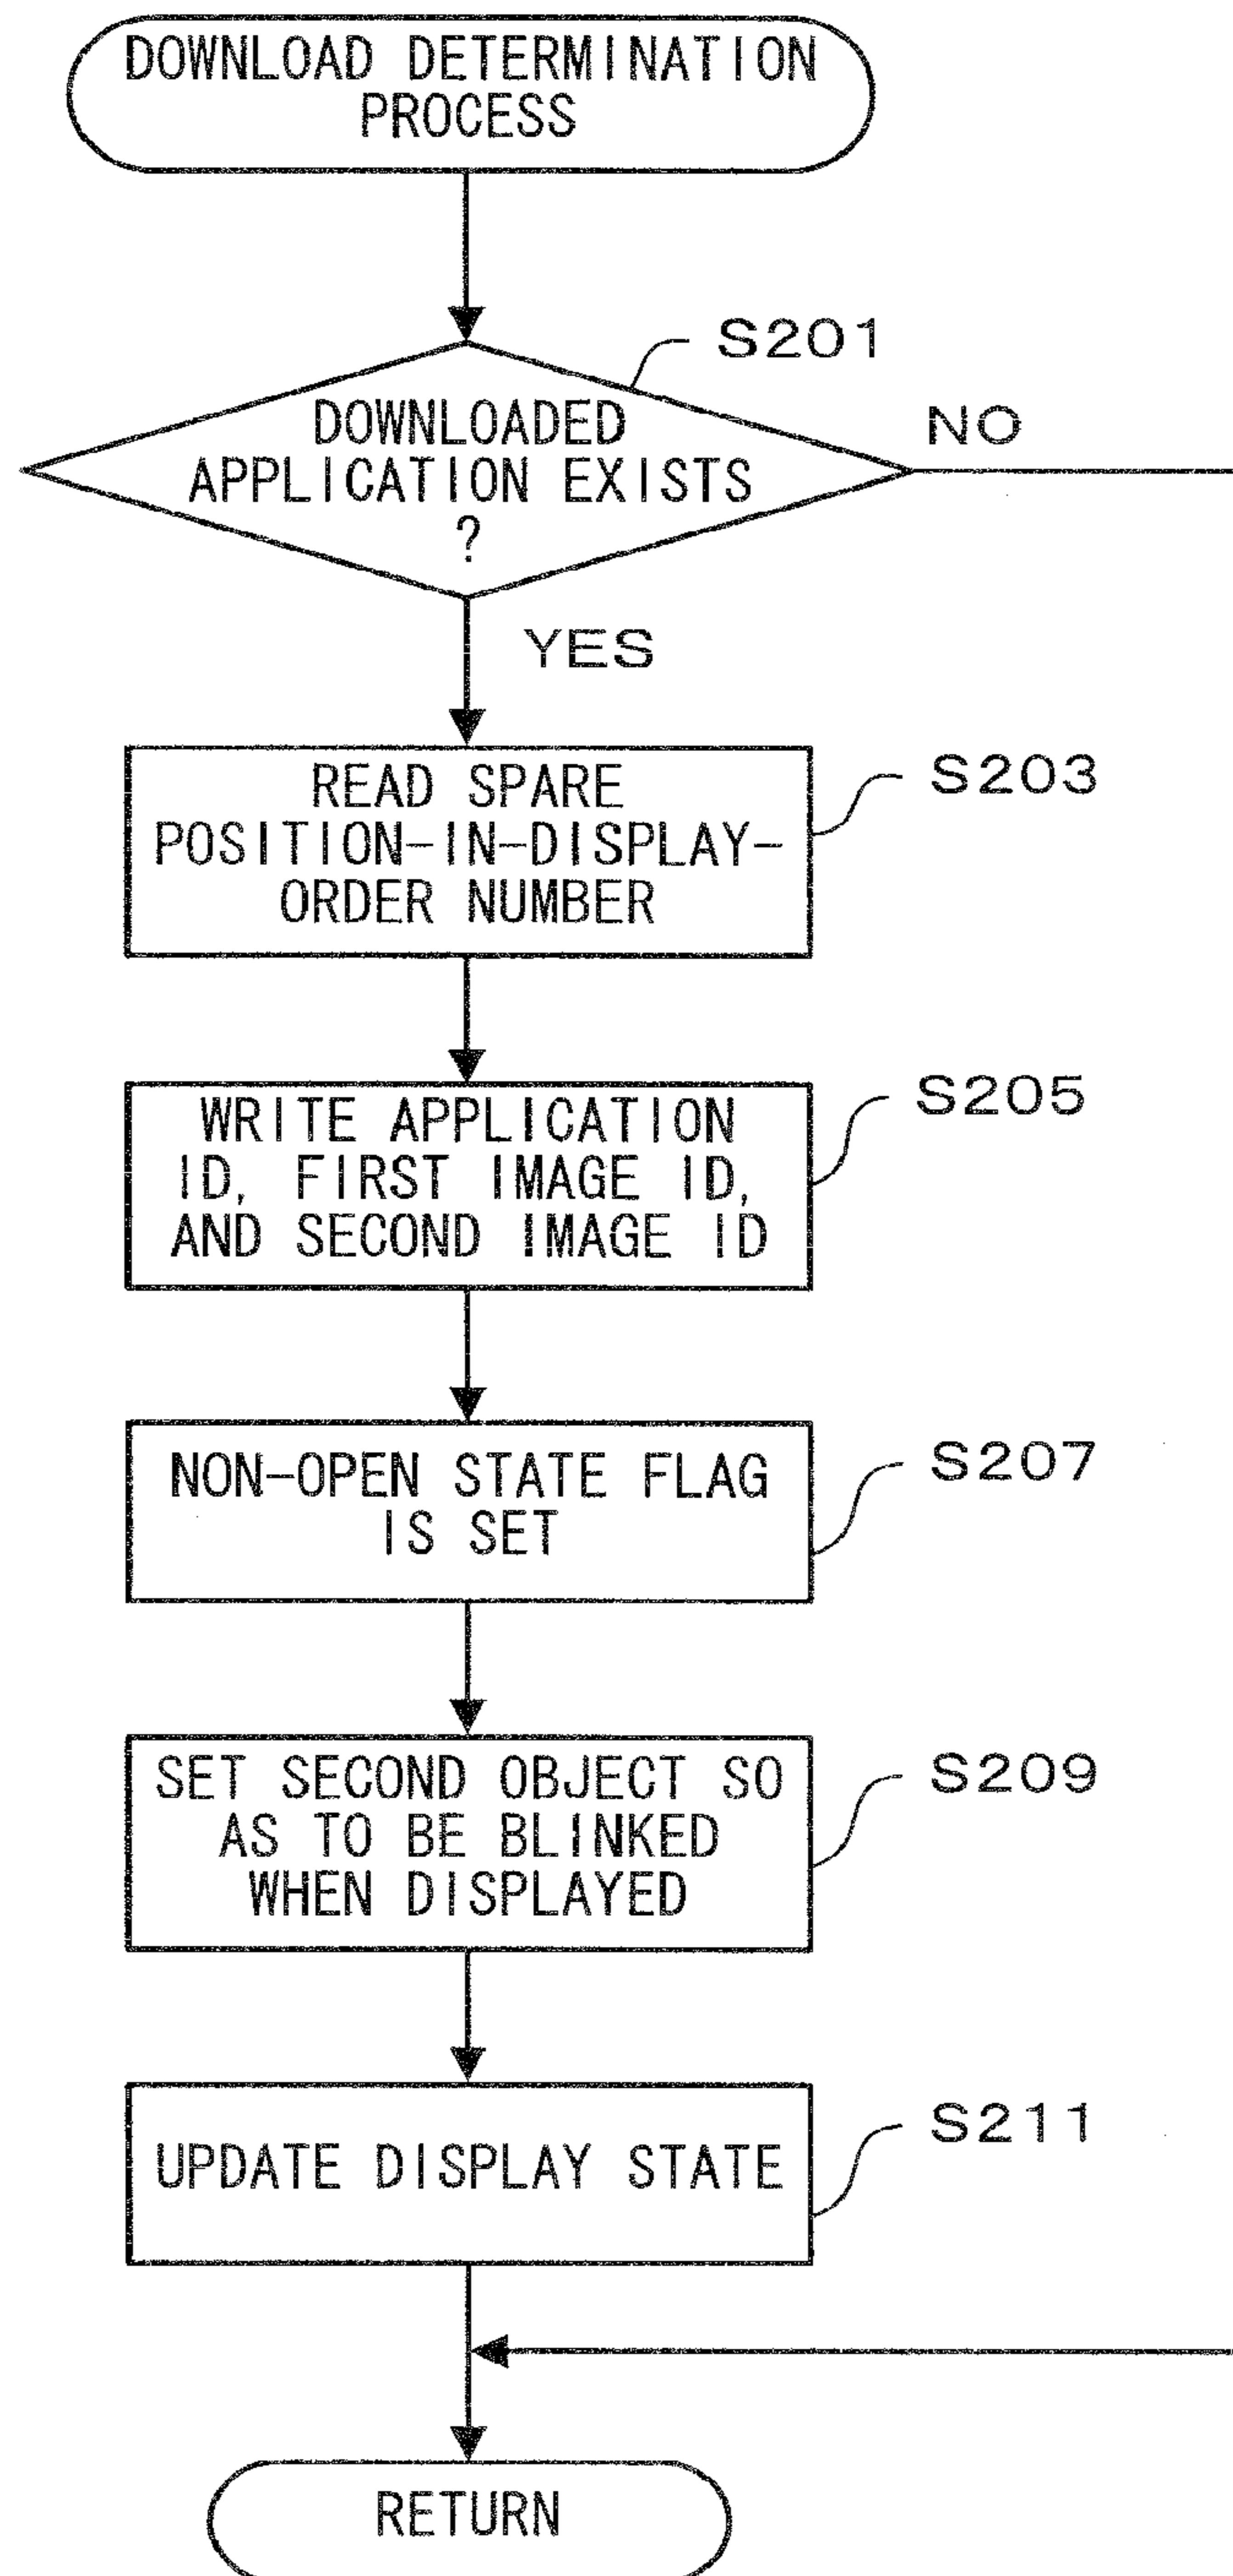 DOWNLOAD DETERMINATION
PROCESS
S201
DOWNLOADED
APPLICATION EXISTS
?
NO
YES
S203
READ SPARE
POSITION-IN-DISPLAY-
ORDER NUMBER
S205
WRITE APPLICATION
ID, FIRST IMAGE ID,
AND SECOND IMAGE ID
S207
NON-OPEN STATE FLAG
IS SET
S209
SET SECOND OBJECT SO
AS TO BE BLINKED
WHEN DISPLAYED
S211
UPDATE DISPLAY STATE
RETURN